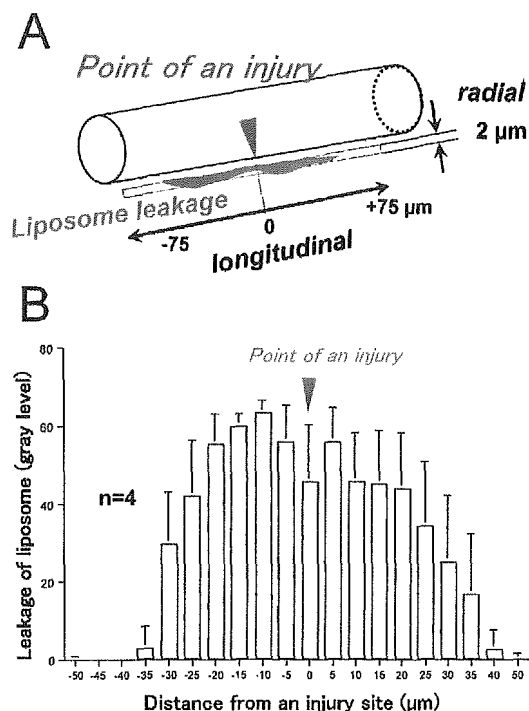 A
Point of an injury
radial
2 μm
Liposome leakage
-75
0
+75 μm
longitudinal
B
Point of an injury
Leakage of liposome (gray level)
80
60
40
20
0
n=4
-50 -45 -40 -35 -30 -25 -20 -15 -10 -5 0 5 10 15 20 25 30 35 40 50
Distance from an injury site (μm)